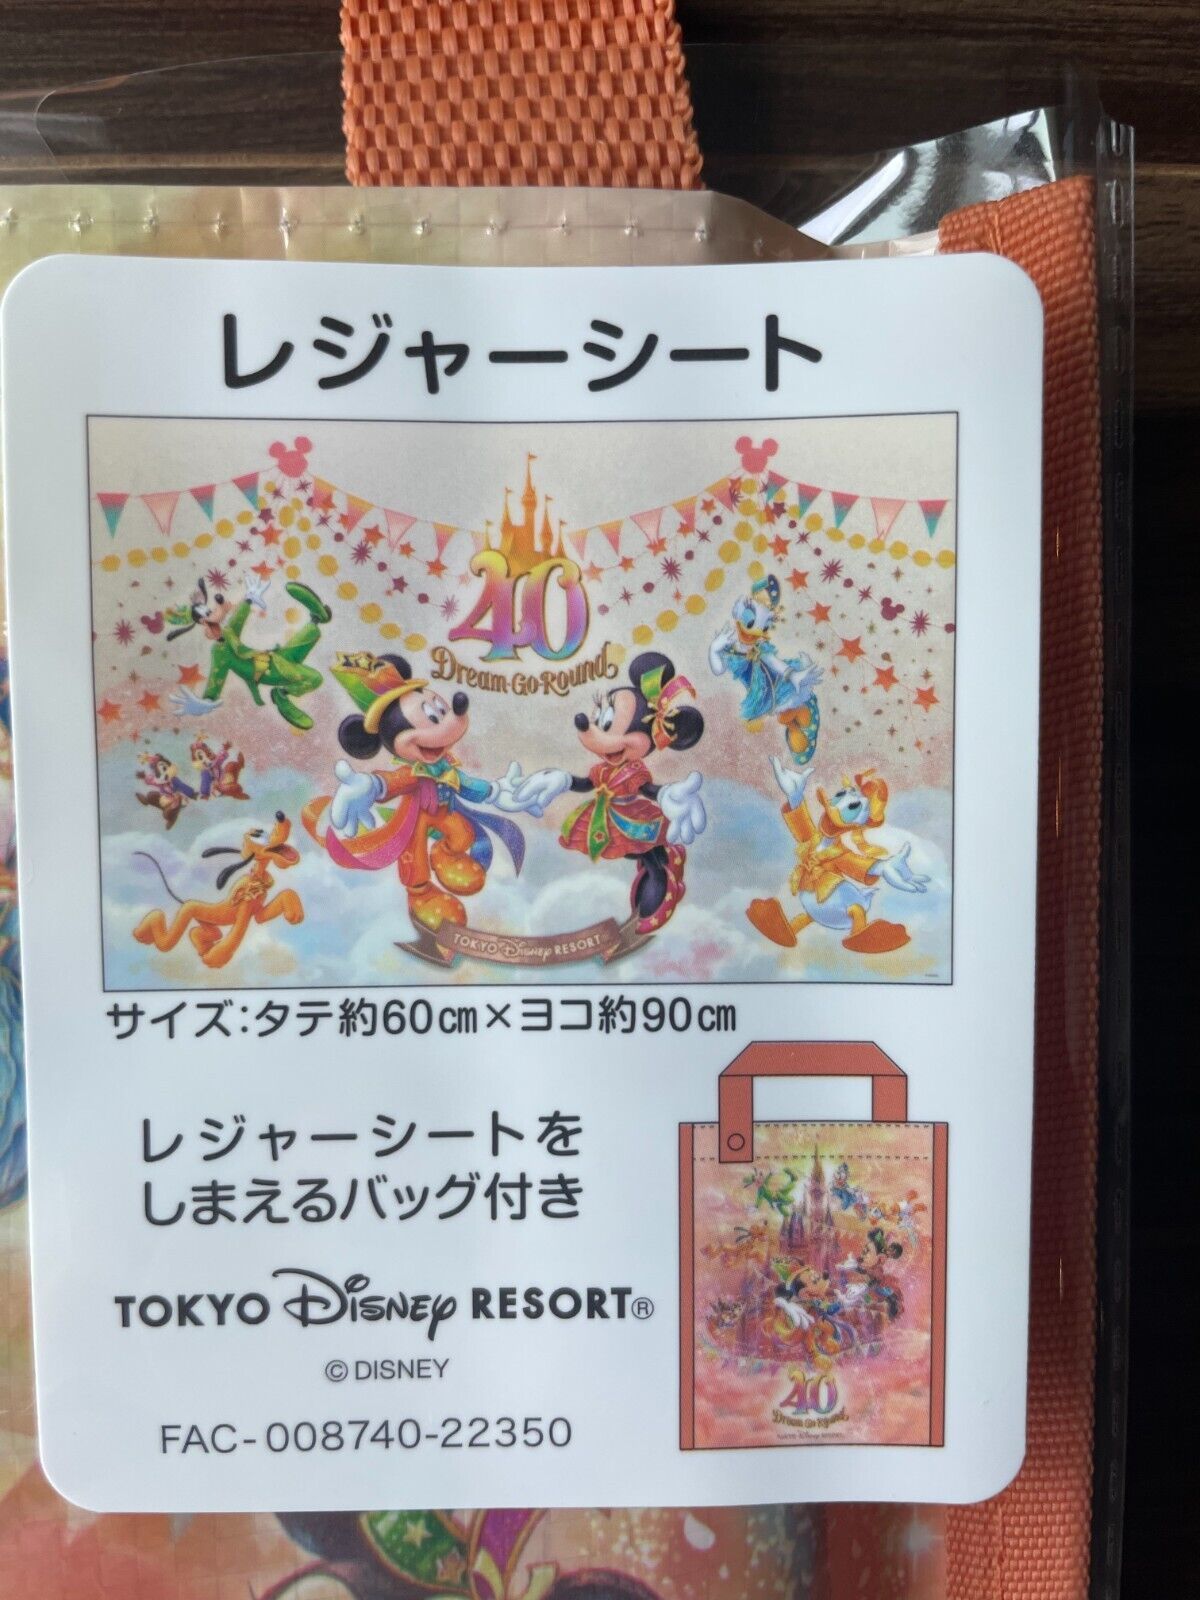 レジャーシート
40
Dream-Go-Round
TOKYO Disney RESORT®
サイズ:タテ約60㎝×ヨコ約90㎝
レジャーシートを
しまえるバッグ付き
40
Dream-Go-Round
TOKYO Disney RESORT®
©DISNEY
FAC-008740-22350